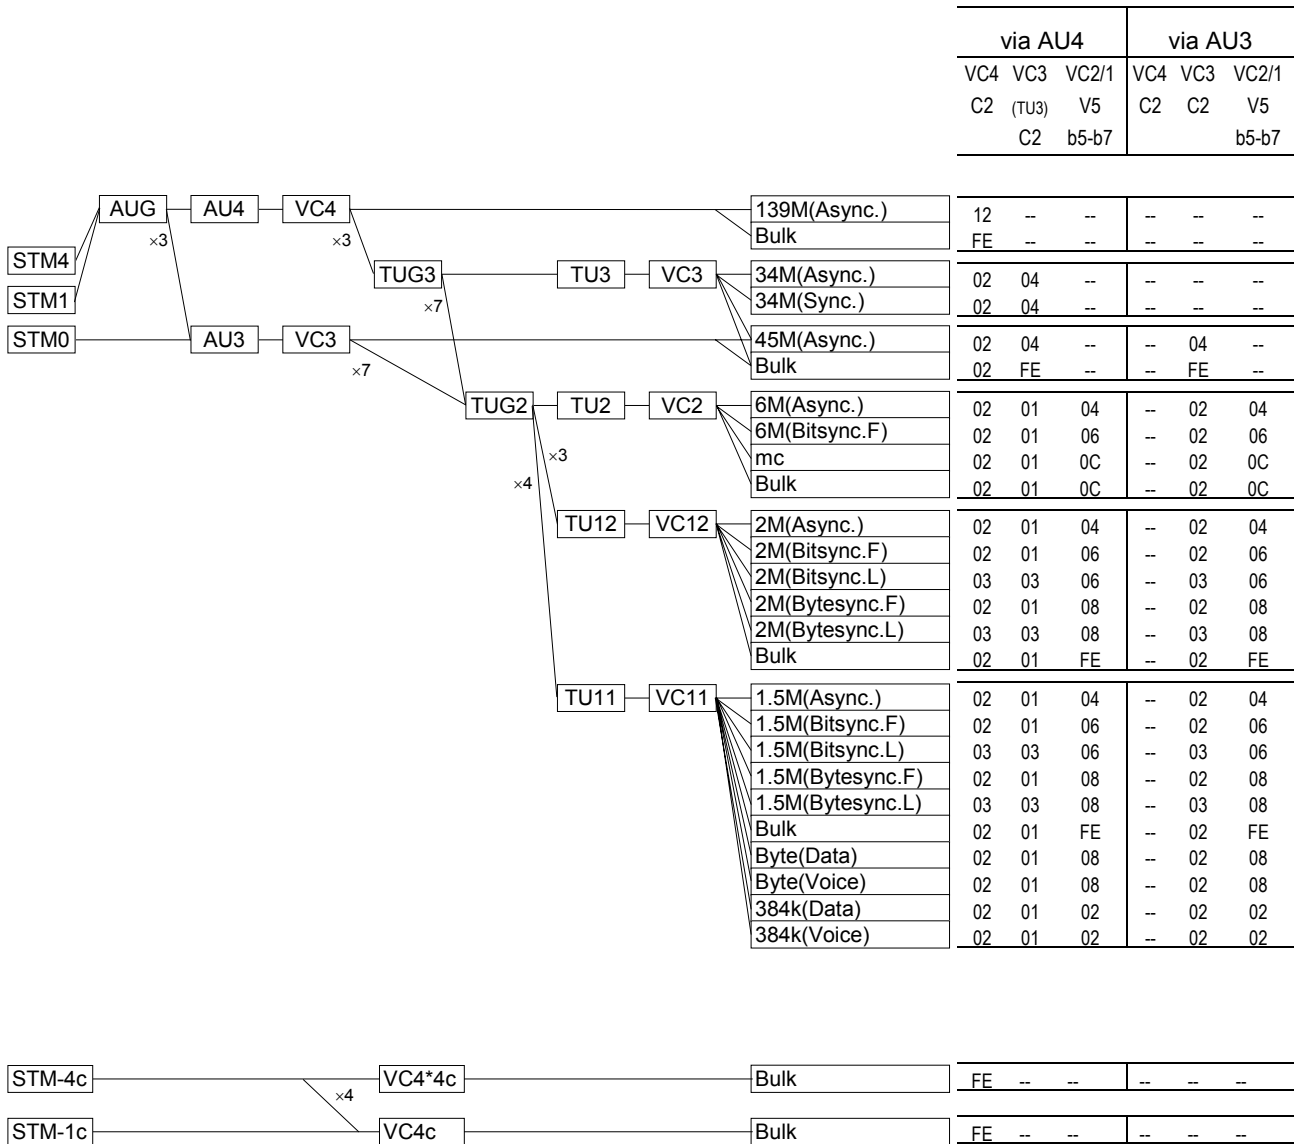 via AU4 via AU3
VC4 VC3 VC2/1 VC4 VC3 VC2/1
C2 (TU3) V5 C2 C2 V5
C2 b5-b7 b5-b7
AUG AU4 VC4 139M(Async.) 12 -- -- -- -- --
×3 ×3 Bulk FE -- -- -- -- --
STM4 TUG3 TU3 VC3 34M(Async.) 02 04 -- -- -- --
STM1 ×7 34M(Sync.) 02 04 -- -- -- --
STM0 AU3 VC3 45M(Async.) 02 04 -- -- 04 --
×7 Bulk 02 FE -- -- FE --
TUG2 TU2 VC2 6M(Async.) 02 01 04 -- 02 04
6M(Bitsync.F) 02 01 06 -- 02 06
×3 mc 02 01 0C -- 02 0C
×4 Bulk 02 01 0C -- 02 0C
TU12 VC12 2M(Async.) 02 01 04 -- 02 04
2M(Bitsync.F) 02 01 06 -- 02 06
2M(Bitsync.L) 03 03 06 -- 03 06
2M(Bytesync.F) 02 01 08 -- 02 08
2M(Bytesync.L) 03 03 08 -- 03 08
Bulk 02 01 FE -- 02 FE
TU11 VC11 1.5M(Async.) 02 01 04 -- 02 04
1.5M(Bitsync.F) 02 01 06 -- 02 06
1.5M(Bitsync.L) 03 03 06 -- 03 06
1.5M(Bytesync.F) 02 01 08 -- 02 08
1.5M(Bytesync.L) 03 03 08 -- 03 08
Bulk 02 01 FE -- 02 FE
Byte(Data) 02 01 08 -- 02 08
Byte(Voice) 02 01 08 -- 02 08
384k(Data) 02 01 02 -- 02 02
384k(Voice) 02 01 02 -- 02 02
STM-4c VC4*4c Bulk FE -- -- -- -- --
×4
STM-1c VC4c Bulk FE -- -- -- -- --